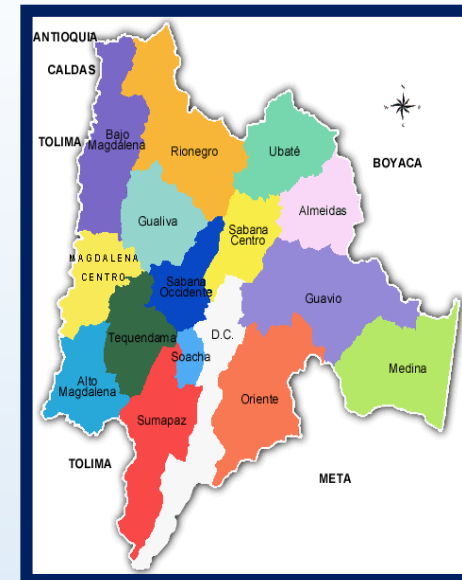 ANTIOQUIA
CALDAS
TOLIMA
Bajo
Magdalena
Rionegro
Ubaté
BOYACA
Almeidas
Gualiva
Sabana
Centro
MAGDALENA
CENTRO
Sabana
Occidente
Guavio
Tequendama
D.C.
Soacha
Medina
Alto
Magdalena
Oriente
Sumapaz
TOLIMA
META